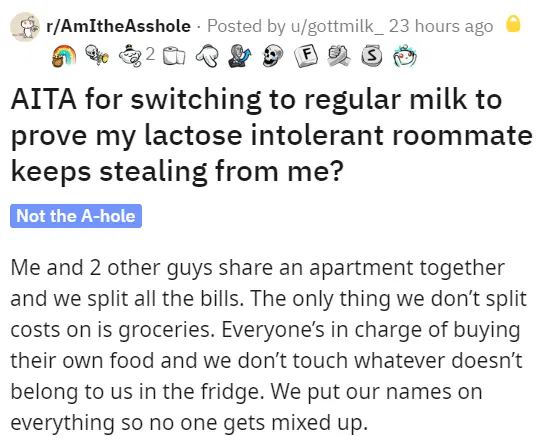 r/AmItheAsshole · Posted by u/gottmilk_ 23 hours ago
2 F S
AITA for switching to regular milk to
prove my lactose intolerant roommate
keeps stealing from me?
Not the A-hole
Me and 2 other guys share an apartment together
and we split all the bills. The only thing we don’t split
costs on is groceries. Everyone’s in charge of buying
their own food and we don’t touch whatever doesn’t
belong to us in the fridge. We put our names on
everything so no one gets mixed up.